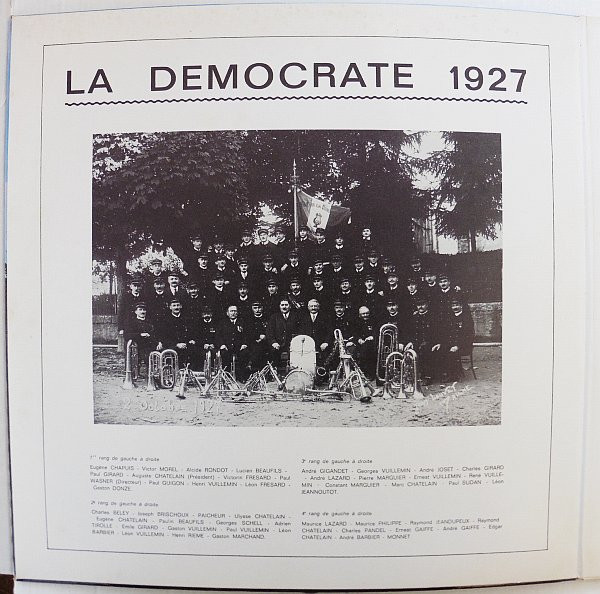 LA DEMOCRATE 1927
1er rang de gauche à droite
Eugène CHAPUIS - Victor MOREL - Alcide RONDOT - Lucien BEAUFILS -
Paul GIRARD - Auguste CHATELAIN (Président) - Victorin FRESARD - Paul
WASNER (Directeur) - Paul GUIGON - Henri VUILLEMIN - Léon FRESARD -
Gaston DONZE
2e rang de gauche à droite
Charles BELEY - Joseph BRISCHOUX - PAICHEUR - Ulysse CHATELAIN -
Eugène CHATELAIN - Paulin BEAUFILS - Georges SCHELL - Adrien
TIROLLE - Emile GIRARD - Gaston VUILLEMIN - Paul VUILLEMIN - Léon
BARBIER - Léon VUILLEMIN - Henri RIEME - Gaston MARCHAND.
3e rang de gauche à droite
André GIGANDET - Georges VUILLEMIN - André JOSET - Charles GIRARD
- André LAZARD - Pierre MARQUIER - Ernest VUILLEMIN - René VUILLE-
MIN - Constant MARQUIER - Marc CHATELAIN - Paul SUDAN - Léon
JEANNOUTOT
4e rang de gauche à droite
Maurice LAZARD - Maurice PHILIPPE - Raymond - Raymond
CHATELAIN - Charles PANDEL - Ernest GAIFFE - André GAIFFE - Edgar
CHATELAIN - André BARBIER - MONNET